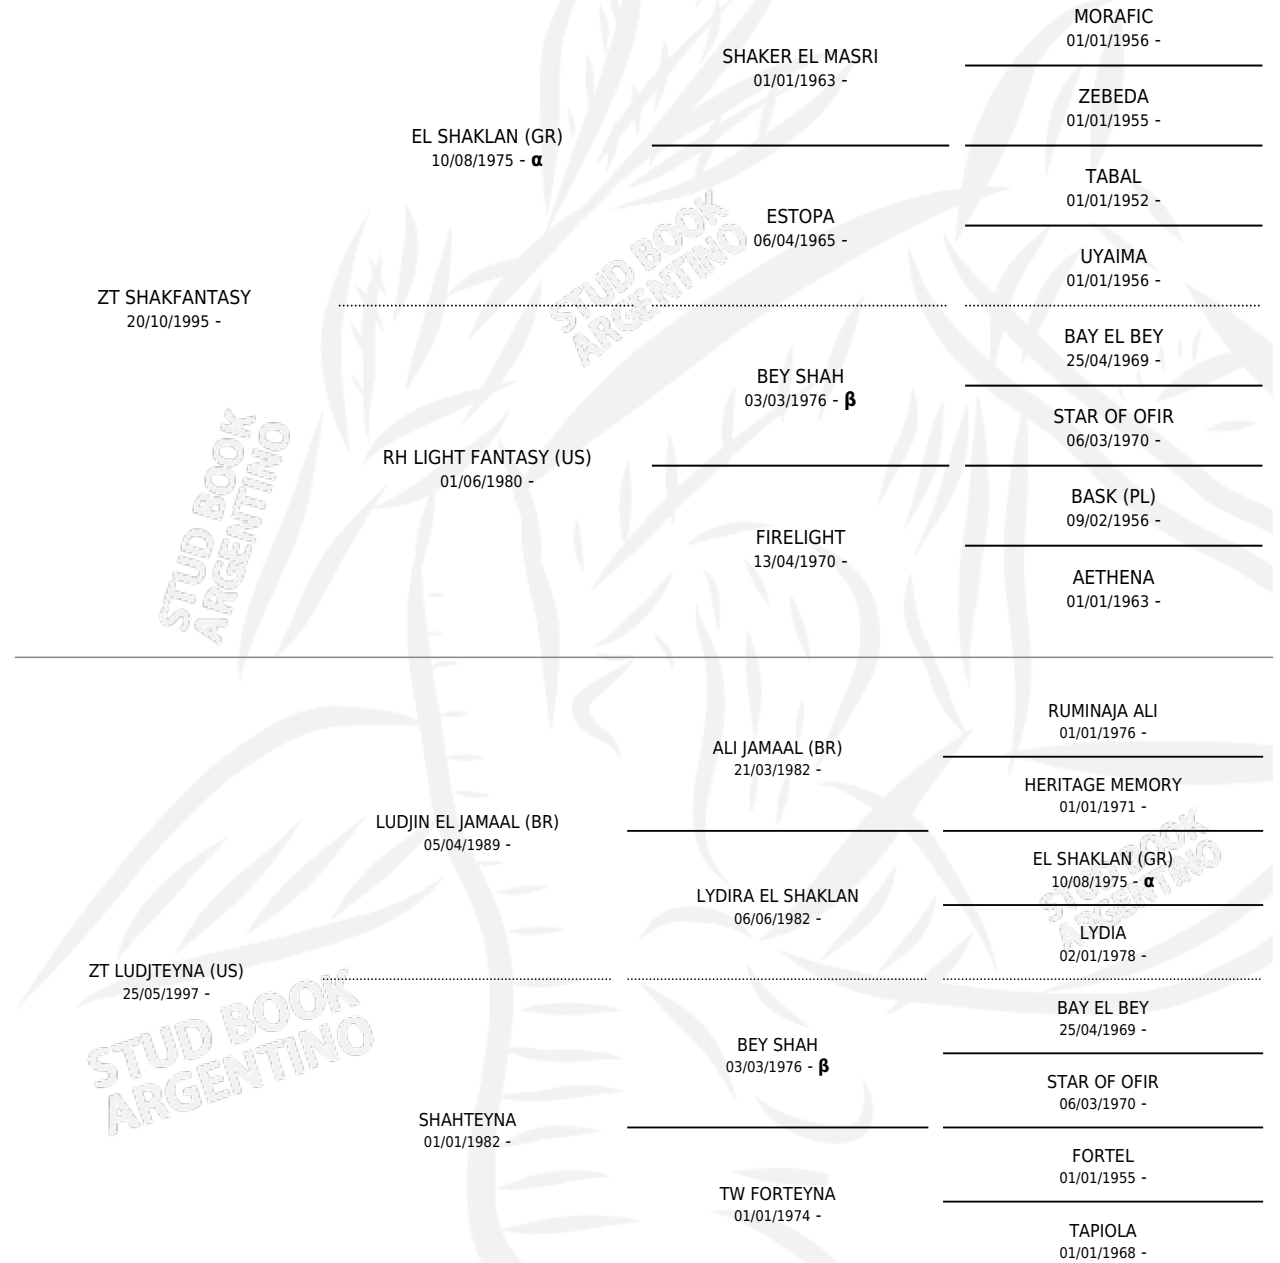 MORAFIC
01/01/1956 -
SHAKER EL MASRI
01/01/1963 -
ZEBEDA
01/01/1955 -
EL SHAKLAN (GR)
10/08/1975 - α
TABAL
01/01/1952 -
ESTOPA
06/04/1965 -
UYAIMA
01/01/1956 -
ZT SHAKFANTASY
20/10/1995 -
STUD BOOK
ARGENTINO
BAY EL BEY
25/04/1969 -
BEY SHAH
03/03/1976 - β
STAR OF OFIR
06/03/1970 -
RH LIGHT FANTASY (US)
01/06/1980 -
BASK (PL)
09/02/1956 -
FIRELIGHT
13/04/1970 -
AETHENA
01/01/1963 -
STUD BOOK
ARGENTINO
RUMINAJA ALI
01/01/1976 -
ALI JAMAAL (BR)
21/03/1982 -
HERITAGE MEMORY
01/01/1971 -
LUDJIN EL JAMAAL (BR)
05/04/1989 -
EL SHAKLAN (GR)
10/08/1975 - α
STUD BOOK
ARGENTINO
LYDIRA EL SHAKLAN
06/06/1982 -
LYDIA
02/01/1978 -
ZT LUDJTEYNA (US)
25/05/1997 -
STUD BOOK
ARGENTINO
BAY EL BEY
25/04/1969 -
BEY SHAH
03/03/1976 - β
STAR OF OFIR
06/03/1970 -
SHAHTEYNA
01/01/1982 -
FORTEL
01/01/1955 -
TW FORTEYNA
01/01/1974 -
TAPIOLA
01/01/1968 -